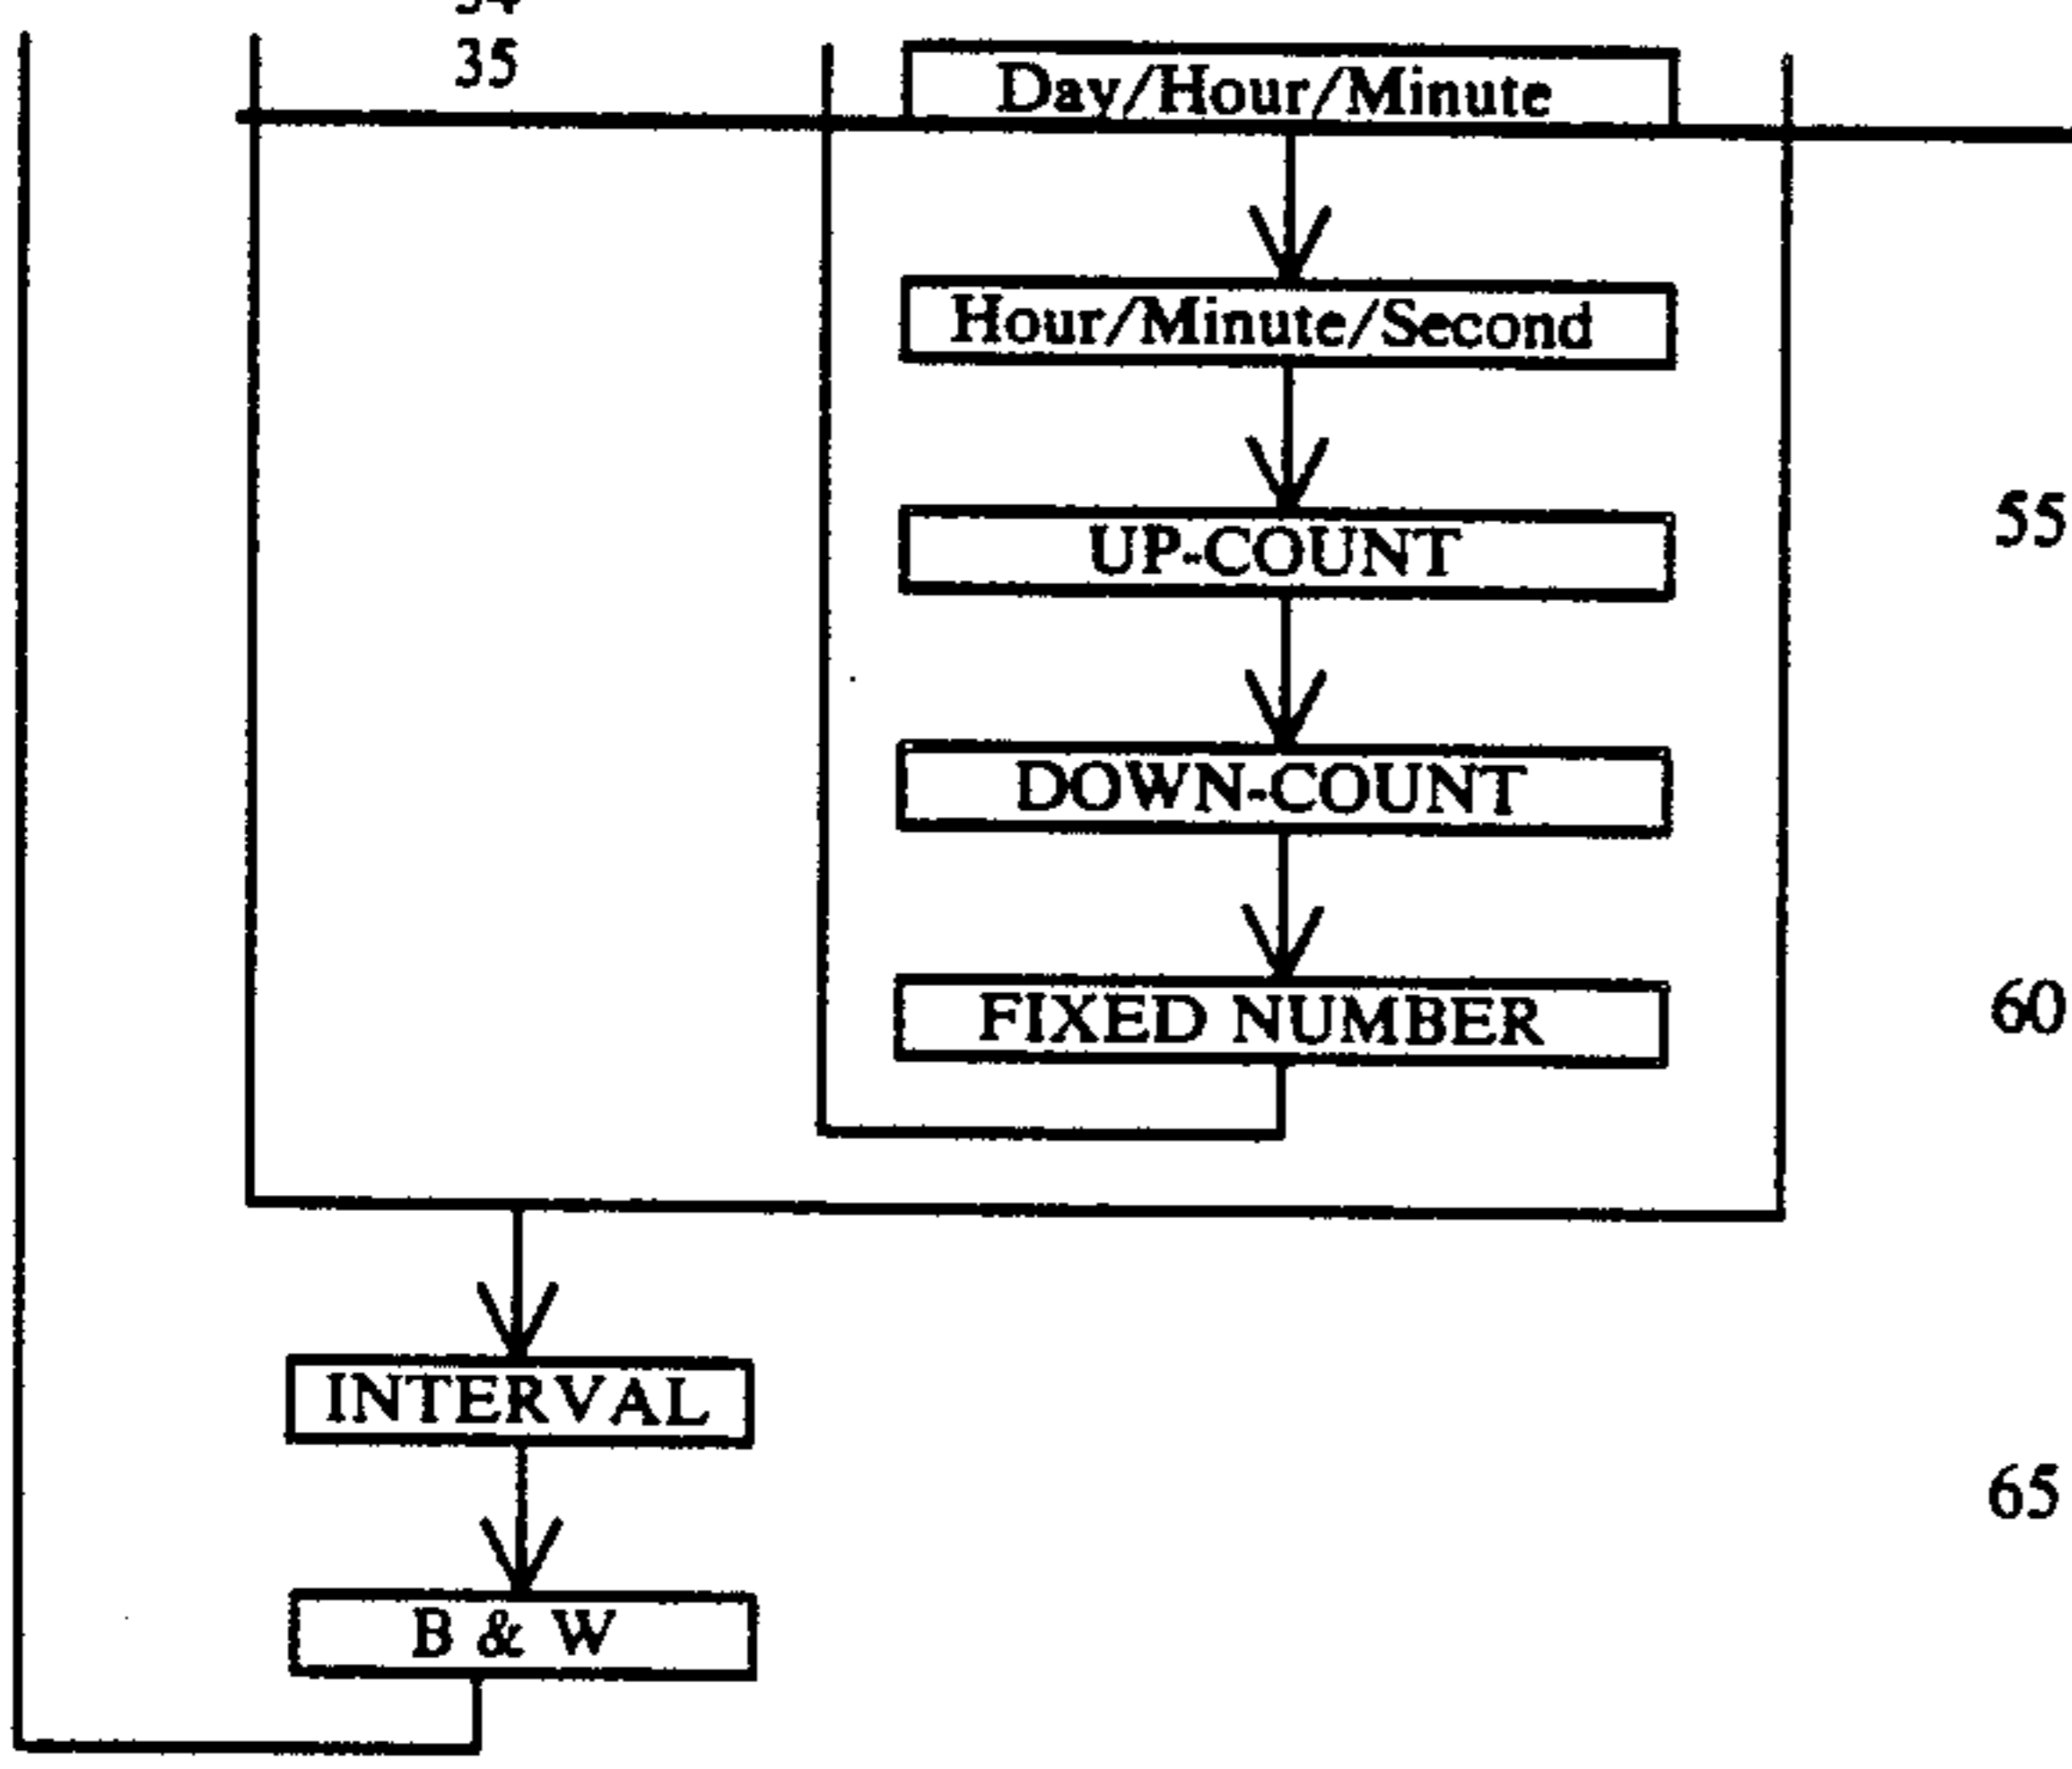 35
Day/Hour/Minute
Hour/Minute/Second
55
UP-COUNT
DOWN-COUNT
FIXED NUMBER
60
INTERVAL
65
B & W